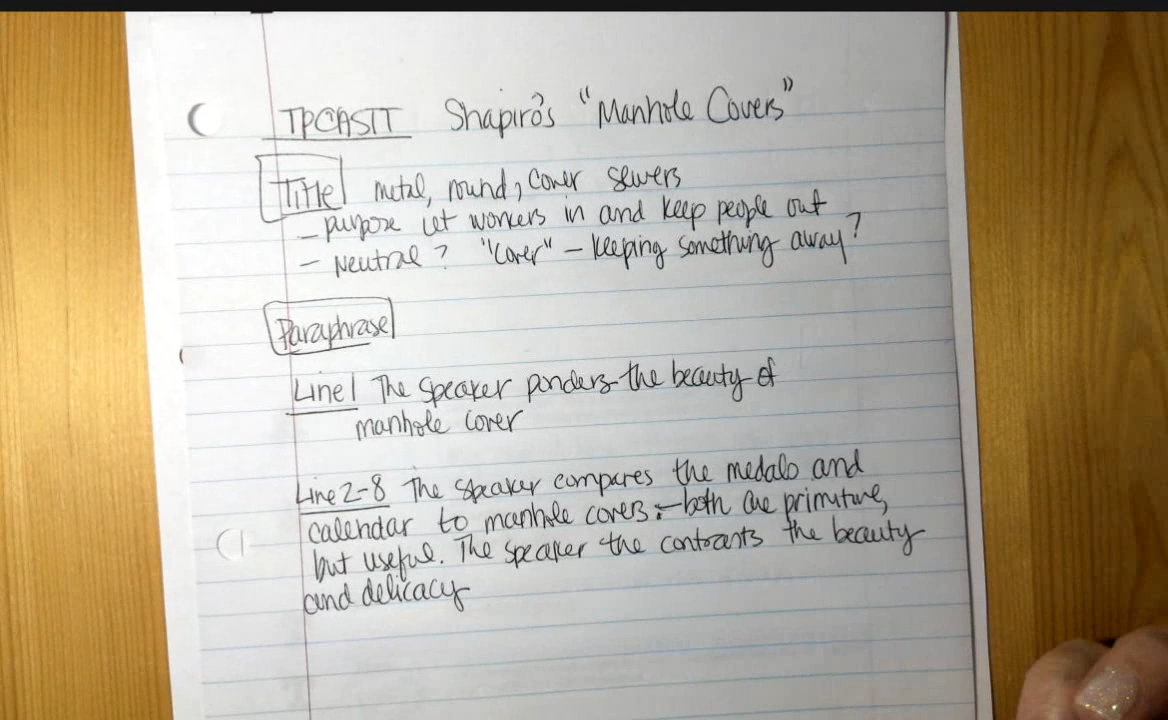 TPCASTT Shapiro's "Manhole Covers"
Title metal, round, cover sewers
– purpose let workers in and keep people out
– Neutral? "Cover" – keeping something away?
Paraphrase
Line 1 The speaker ponders the beauty of
manhole cover
Line 2-8 The speaker compares the medals and
calendar to manhole covers – both are primitive,
but useful. The speaker the contrasts the beauty
and delicacy